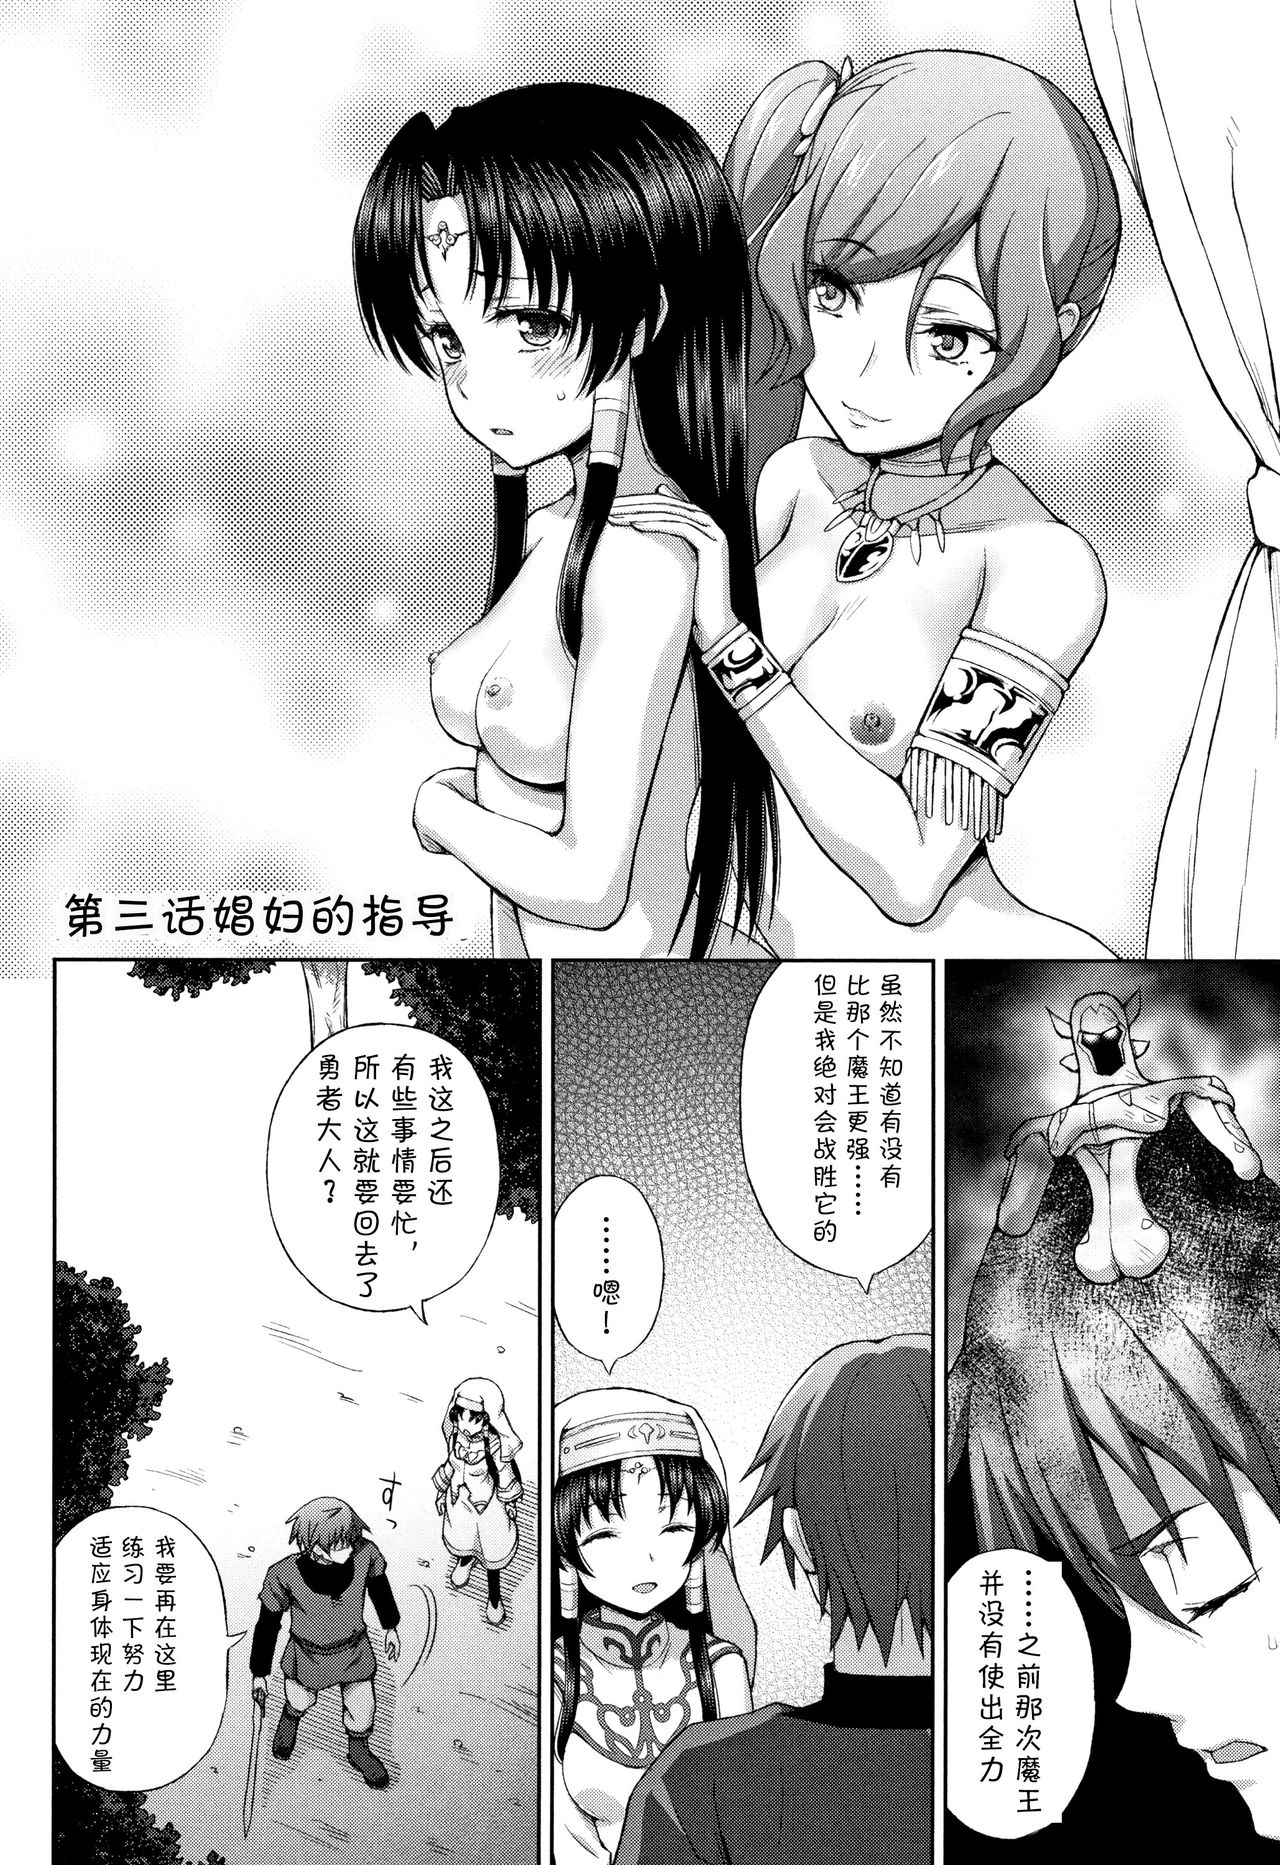 第三话娼妇的指导
……之前那次魔王
并没有使出全力
虽然不知道有没有
比那个魔王更强……
但是我绝对会战胜它的
……嗯！
我这之后还
有些事情要忙，
所以这就要回去了
勇者大人？
すっ
我要再在这里
练习一下努力
适应身体现在的力量